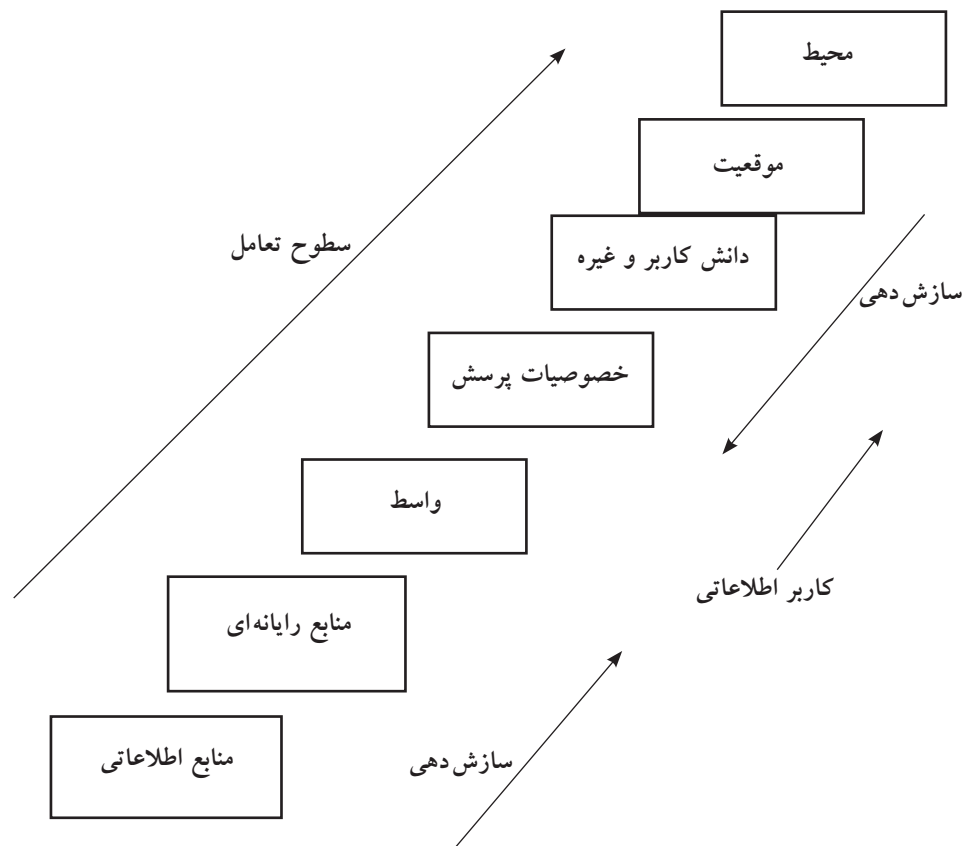 محیط
موقعیت
سطوح تعامل
دانش کاربر و غیره
سازش‌دهی
خصوصیات پرسش
واسط
کاربر اطلاعاتی
منابع رایانه‌ای
سازش‌دهی
منابع اطلاعاتی